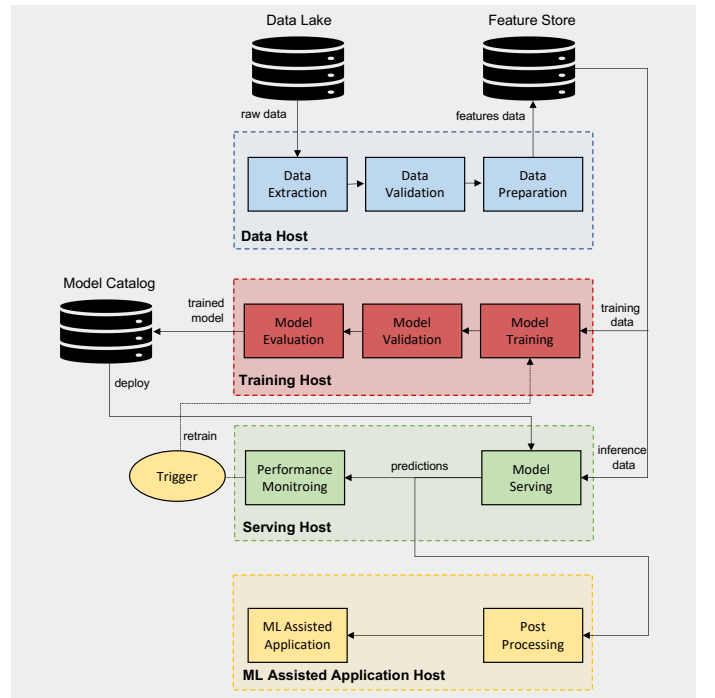 Data Lake
Feature Store
raw data
features data
Data
Extraction
Data
Validation
Data
Preparation
Data Host
Model Catalog
trained
model
Model
Evaluation
Model
Validation
Model
Training
training
data
Training Host
deploy
retrain
Trigger
Performance
Monitroing
predictions
Model
Serving
inference
data
Serving Host
ML Assisted
Application
Post
Processing
ML Assisted Application Host